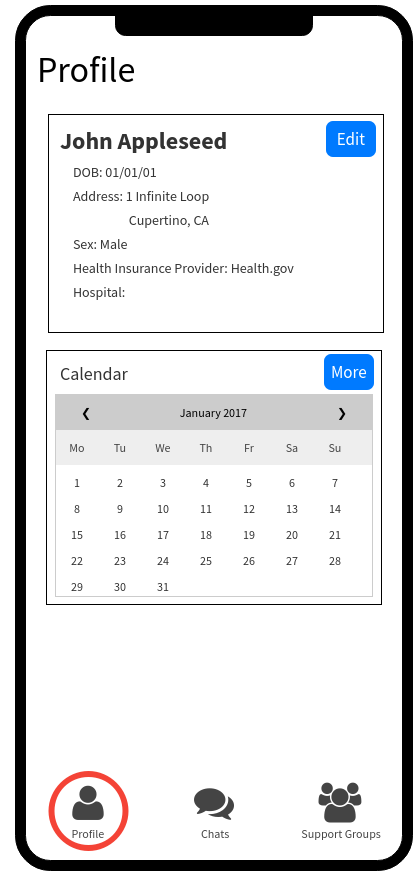 Profile
John Appleseed
Edit
DOB: 01/01/01
Address: 1 Infinite Loop
Cupertino, CA
Sex: Male
Health Insurance Provider: Health.gov
Hospital:
Calendar
More
❮ January 2017 ❯
Mo Tu We Th Fr Sa Su
1 2 3 4 5 6 7
8 9 10 11 12 13 14
15 16 17 18 19 20 21
22 23 24 25 26 27 28
29 30 31
Profile Chats Support Groups